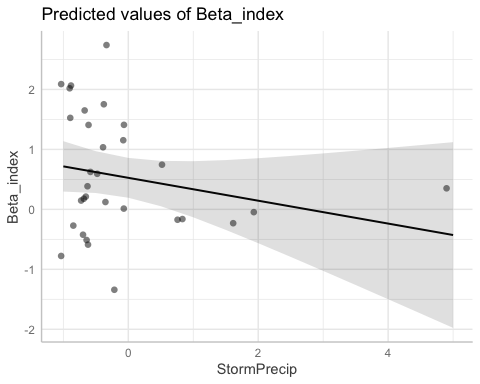 Predicted values of Beta_index
Beta_index
2
1
0
-1
-2
0
2
4
StormPrecip